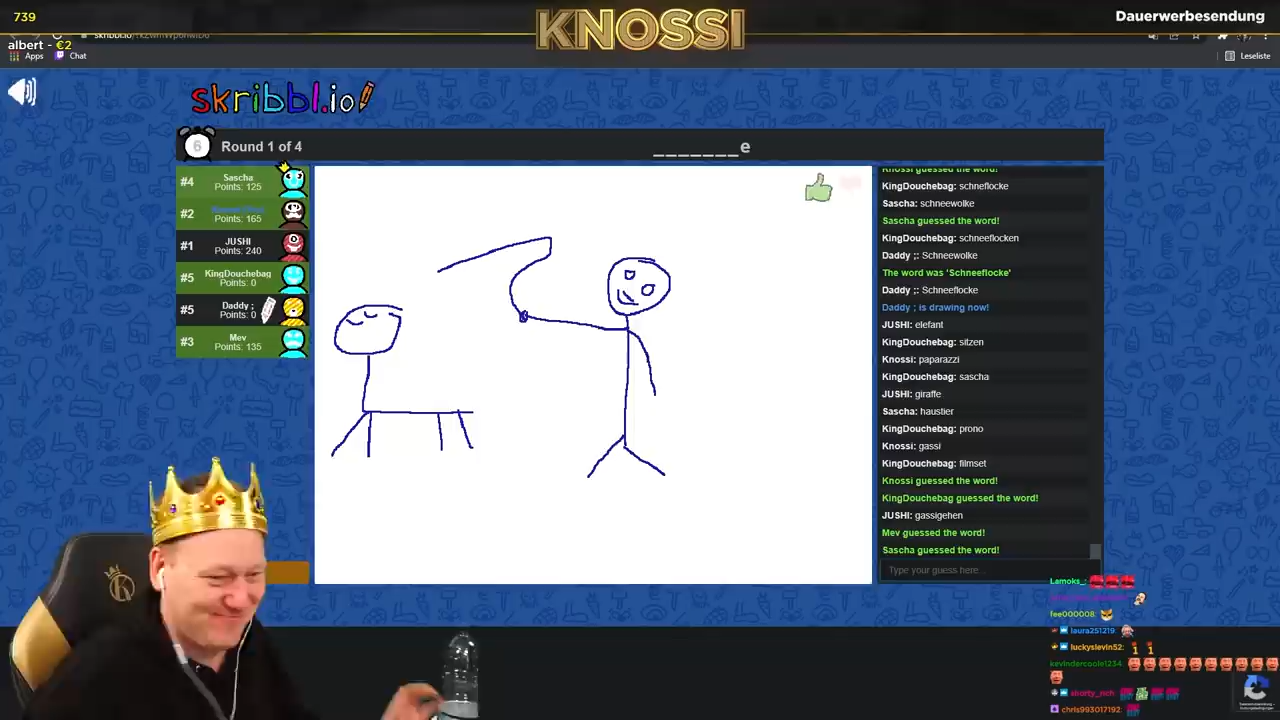 739
KNOSSI
Dauerwerbesendung
albert - €2
Apps
Chat
Leseliste
skribbl.io
6
Round 1 of 4
_______e
#4 Sascha
Points: 125
#2
Points: 165
#1 JUSHI
Points: 240
#5 KingDouchebag
Points: 0
#5 Daddy ;
Points: 0
#3 Mev
Points: 135
Knossi guessed the word!
KingDouchebag: schneflocke
Sascha: schneewolke
Sascha guessed the word!
KingDouchebag: schneeflocken
Daddy ;: Schneewolke
The word was 'Schneeflocke'
Daddy ;: Schneflocke
Daddy ; is drawing now!
JUSHI: elefant
KingDouchebag: sitzen
Knossi: paparazzi
KingDouchebag: sascha
JUSHI: giraffe
Sascha: haustier
KingDouchebag: prono
Knossi: gassi
KingDouchebag: filmset
Knossi guessed the word!
KingDouchebag guessed the word!
JUSHI: gassigehen
Mev guessed the word!
Sascha guessed the word!
Type your guess here...
Lamoks_:
fee000008:
laura251219:
luckyslevin52:
kevindercoole1234
shorty_rich
chris993017192: